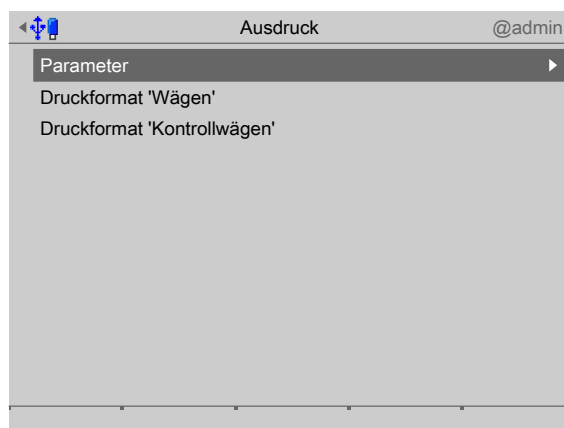 Ausdruck @admin
Parameter
Druckformat 'Wägen'
Druckformat 'Kontrollwägen'